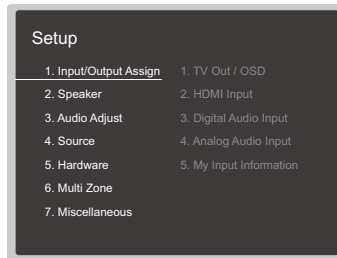 Setup
1. Input/Output Assign
2. Speaker
3. Audio Adjust
4. Source
5. Hardware
6. Multi Zone
7. Miscellaneous
1. TV Out / OSD
2. HDMI Input
3. Digital Audio Input
4. Analog Audio Input
5. My Input Information